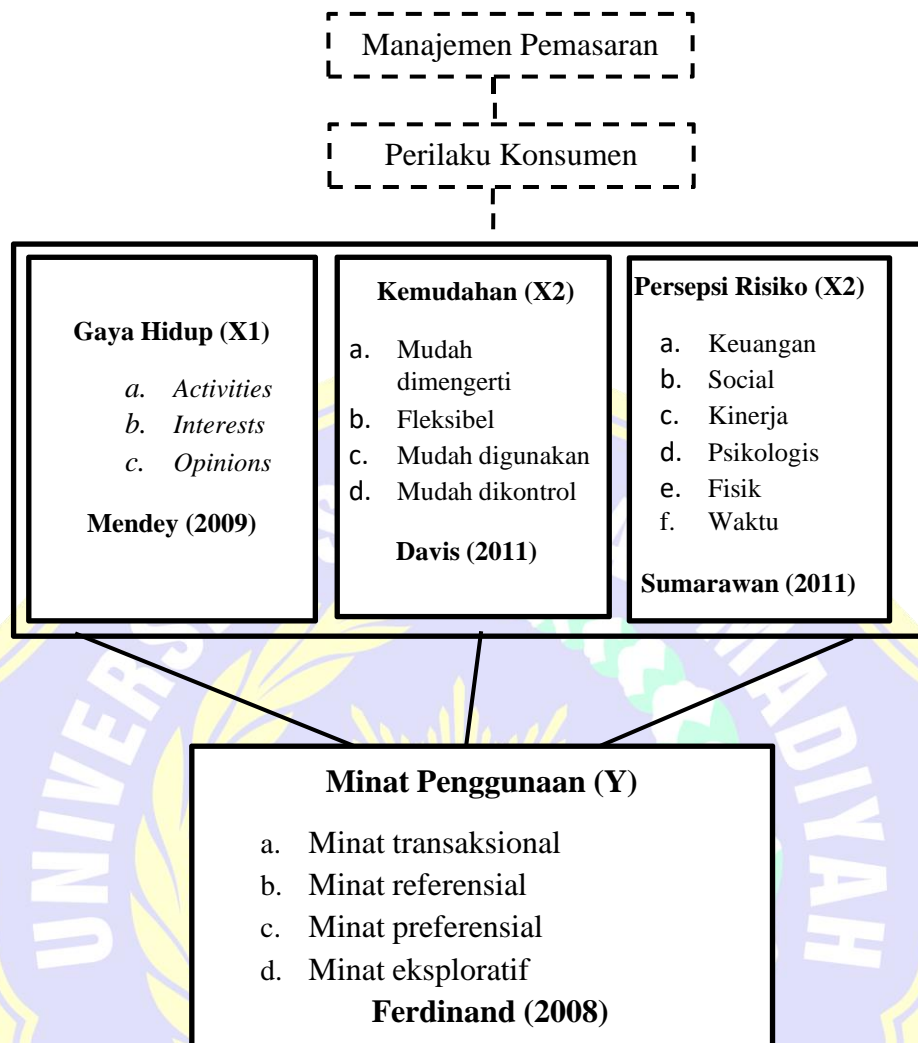 Manajemen Pemasaran
Perilaku Konsumen
Gaya Hidup (X1)
a. Activities
b. Interests
c. Opinions
Mendey (2009)
Kemudahan (X2)
a. Mudah
dimengerti
b. Fleksibel
c. Mudah digunakan
d. Mudah dikontrol
Davis (2011)
Persepsi Risiko (X2)
a. Keuangan
b. Social
c. Kinerja
d. Psikologis
e. Fisik
f. Waktu
Sumarawan (2011)
Minat Penggunaan (Y)
a. Minat transaksional
b. Minat referensial
c. Minat preferensial
d. Minat eksploratif
Ferdinand (2008)